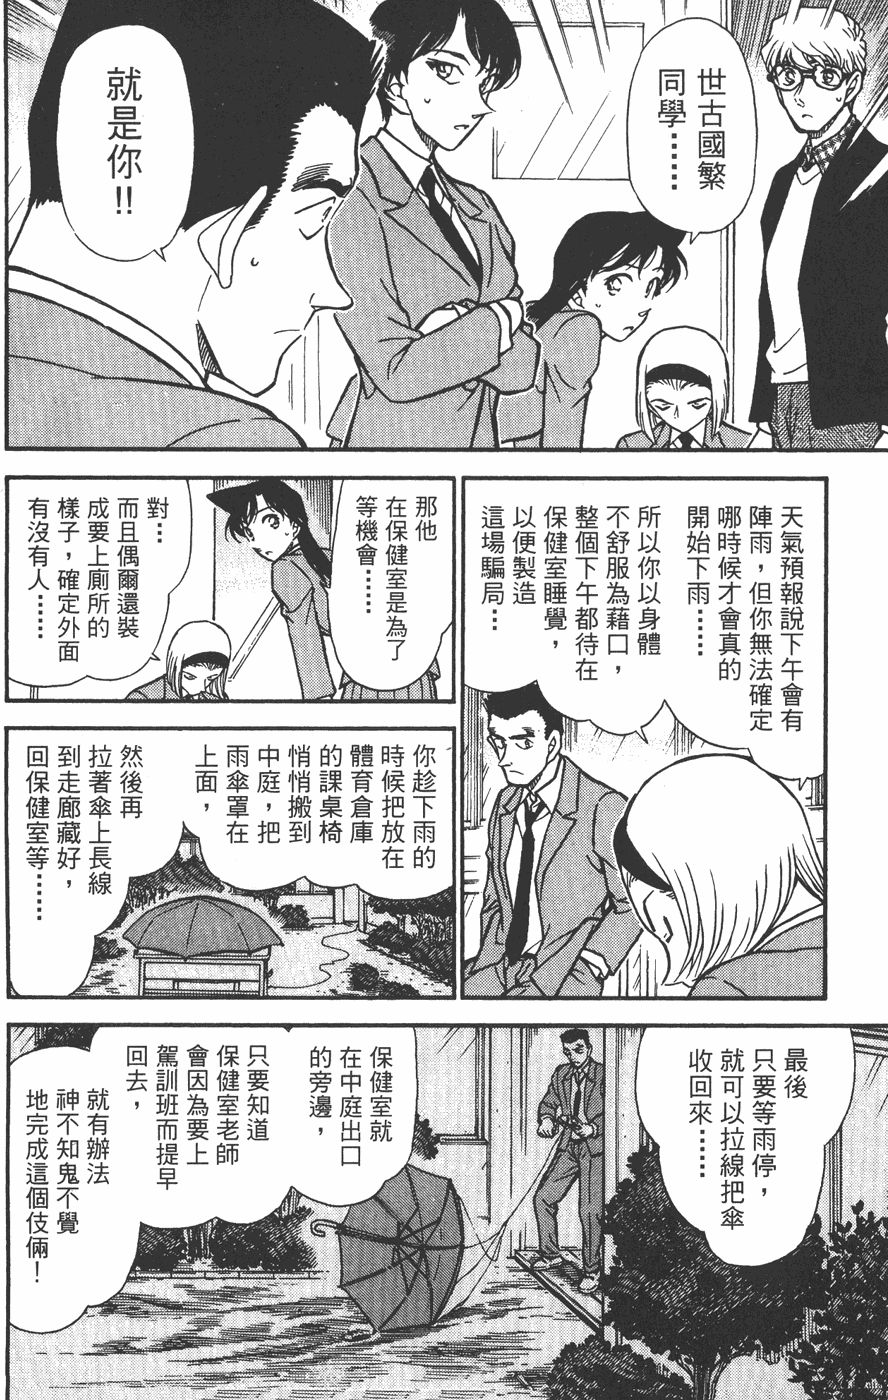 世古國繁
同學……
就是你!!
天氣預報說下午會有
陣雨，但你無法確定
哪時候才會真的
開始下雨…
所以你以身體
不舒服為藉口，
整個下午都待在
保健室睡覺，
以便製造
這場騙局…
那他
在保健室是為了
等機會……
對…
而且偶爾還裝
成要上廁所的
樣子，確定外面
有沒有人……
你趁下雨的
時候把放在
體育倉庫
的課桌椅
悄悄搬到
中庭，把
雨傘罩在
上面，
然後再
拉著傘上長線
到走廊藏好，
回保健室等……
最後
只要等雨停，
就可以拉線把傘
收回來……
保健室就
在中庭出口
的旁邊，
只要知道
保健室老師
會因為要上
駕訓班而提早
回去，
就有辦法
神不知鬼不覺
地完成這個伎倆！